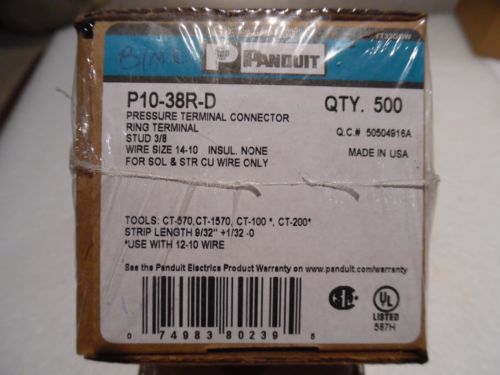 PANDUIT
P10-38R-D
QTY. 500
PRESSURE TERMINAL CONNECTOR
RING TERMINAL
Q.C.# 50504916A
STUD 3/8
WIRE SIZE 14-10 INSUL. NONE
MADE IN USA
FOR SOL & STR CU WIRE ONLY
TOOLS: CT-570,CT-1570, CT-100 *, CT-200*
STRIP LENGTH 9/32" +1/32 -0
*USE WITH 12-10 WIRE
See the Panduit Electrics Product Warranty on www.panduit.com/warranty
UL
LISTED
587H
0 74983 80239 6